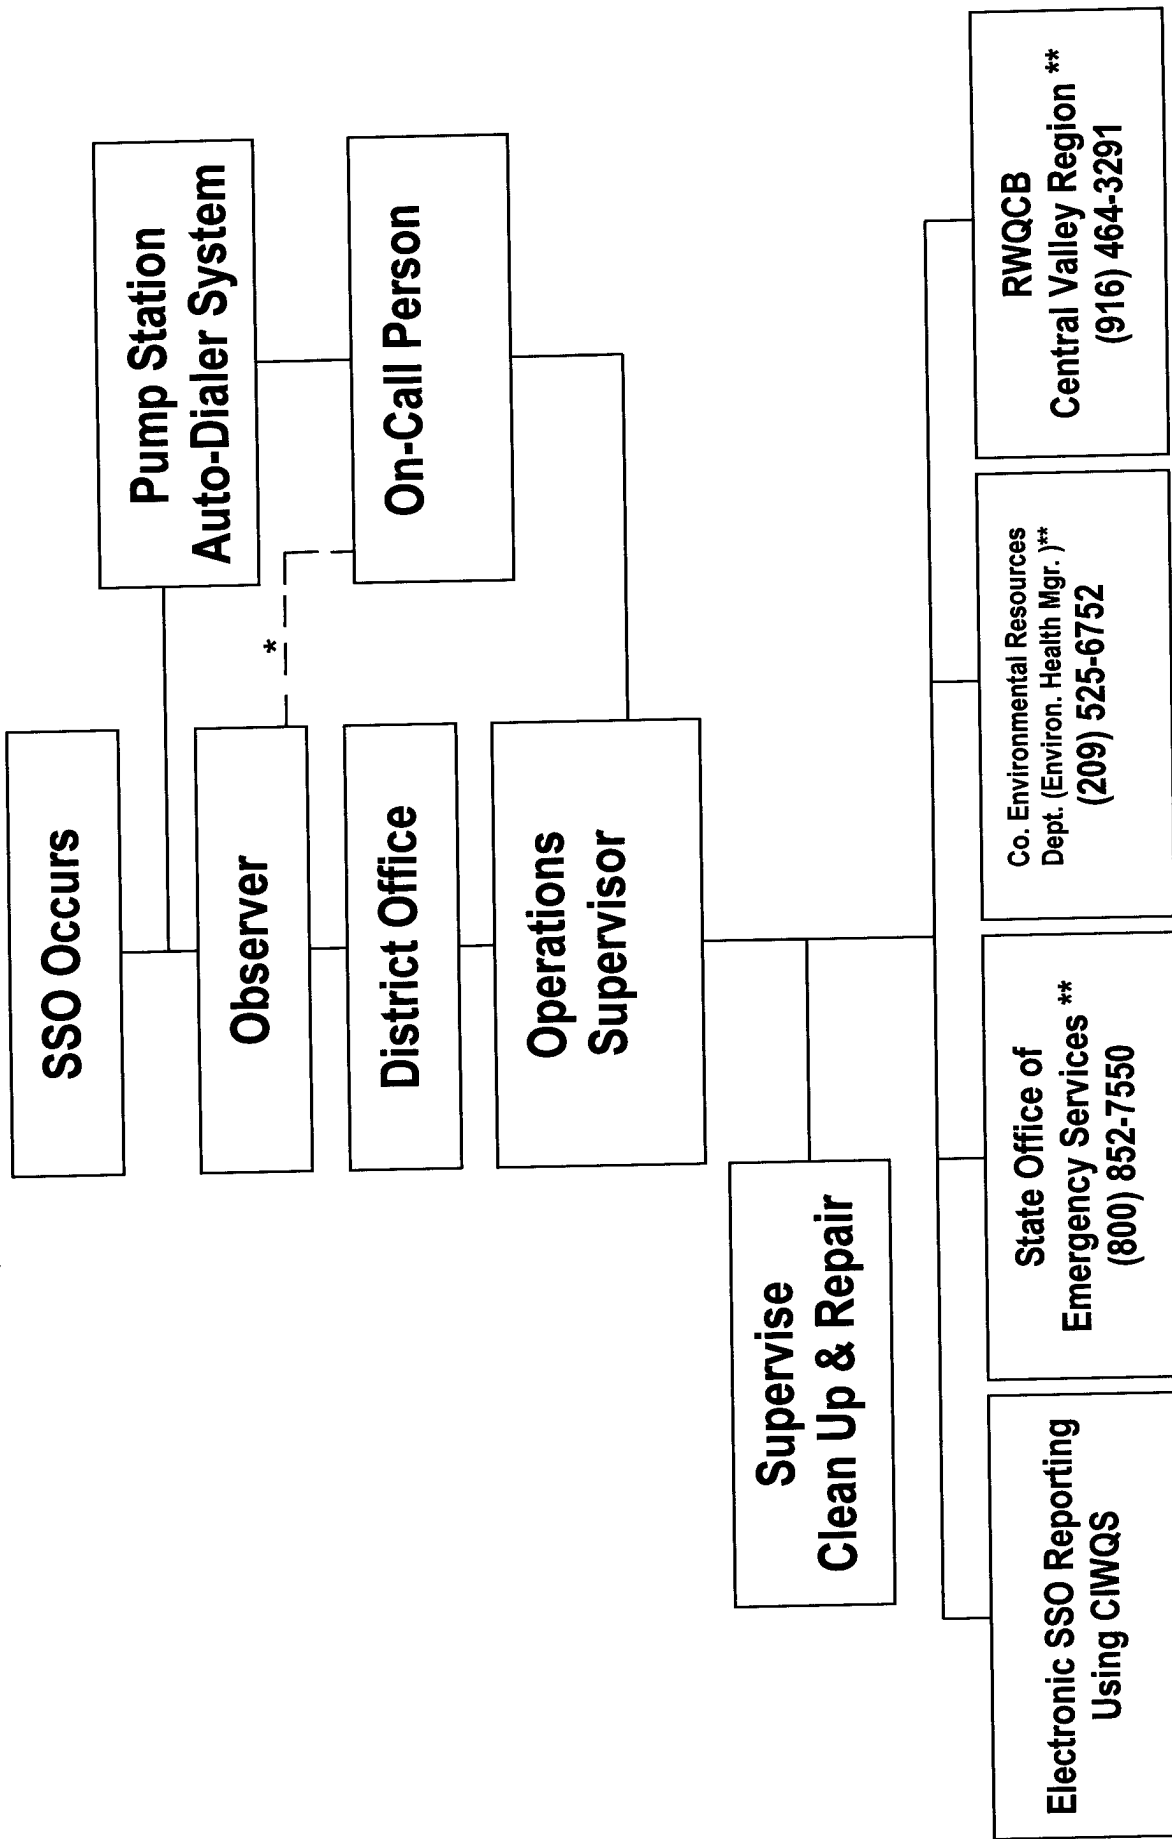 SSO Occurs
Pump Station
Auto-Dialer System
Observer
*
On-Call Person
District Office
Operations
Supervisor
Supervise
Clean Up & Repair
Electronic SSO Reporting
Using CIWQS
State Office of
Emergency Services **
(800) 852-7550
Co. Environmental Resources
Dept. (Environ. Health Mgr. )**
(209) 525-6752
RWQCB
Central Valley Region **
(916) 464-3291